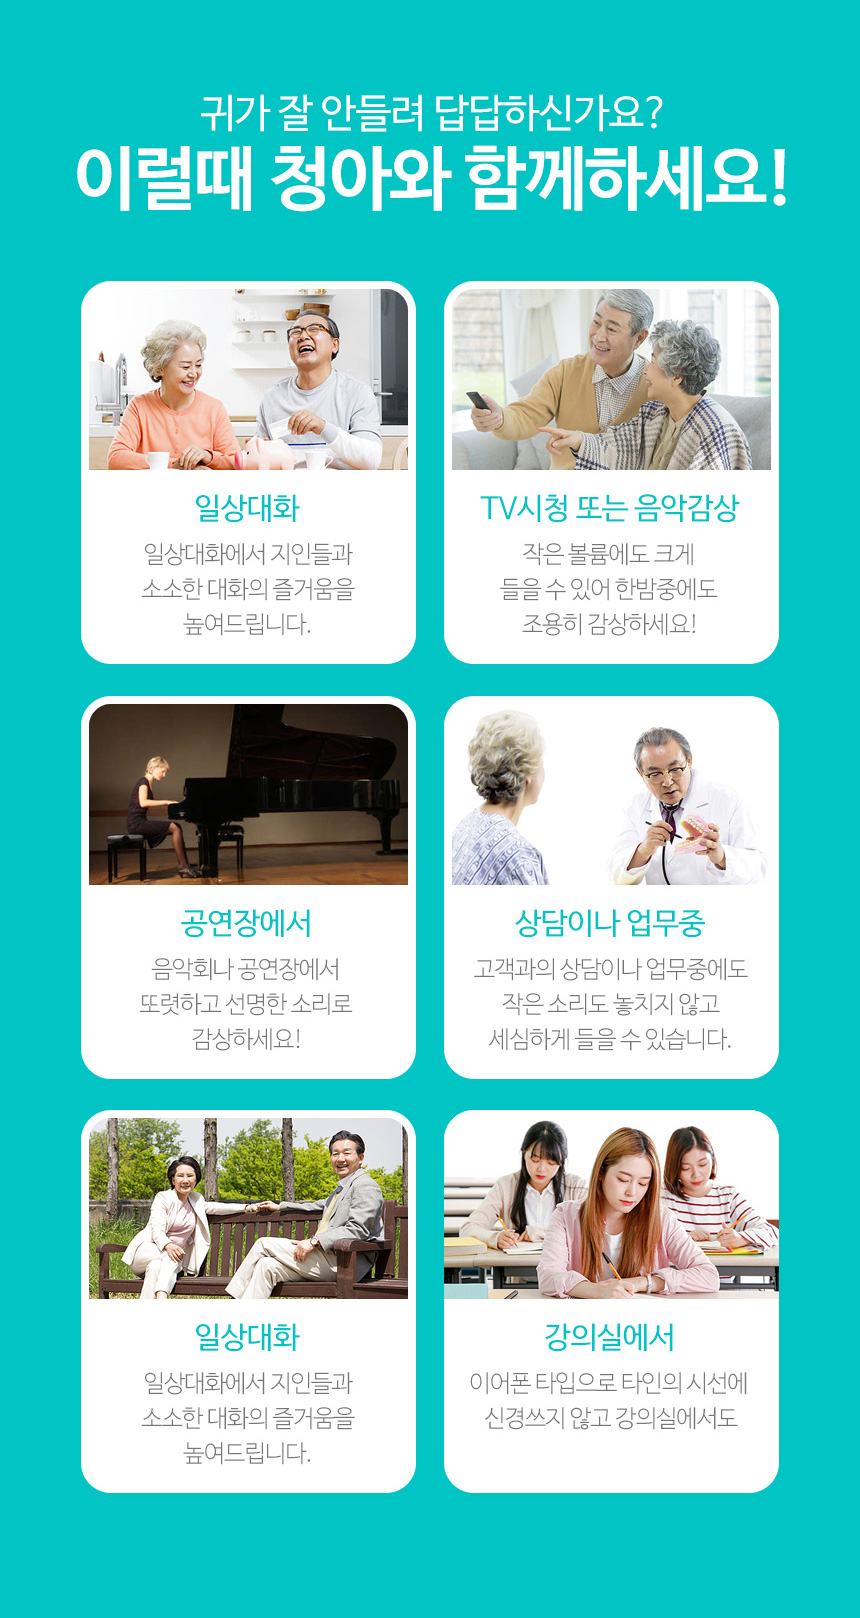 귀가 잘 안들려 답답하신가요?
이럴때 청아와 함께하세요!
일상대화
일상대화에서 지인들과
소소한 대화의 즐거움을
높여드립니다.
TV시청 또는 음악감상
작은 볼륨에도 크게
들을 수 있어 한밤중에도
조용히 감상하세요!
공연장에서
음악회나 공연장에서
또렷하고 선명한 소리로
감상하세요!
상담이나 업무중
고객과의 상담이나 업무중에도
작은 소리도 놓치지 않고
세심하게 들을 수 있습니다.
일상대화
일상대화에서 지인들과
소소한 대화의 즐거움을
높여드립니다.
강의실에서
이어폰 타입으로 타인의 시선에
신경쓰지 않고 강의실에서도